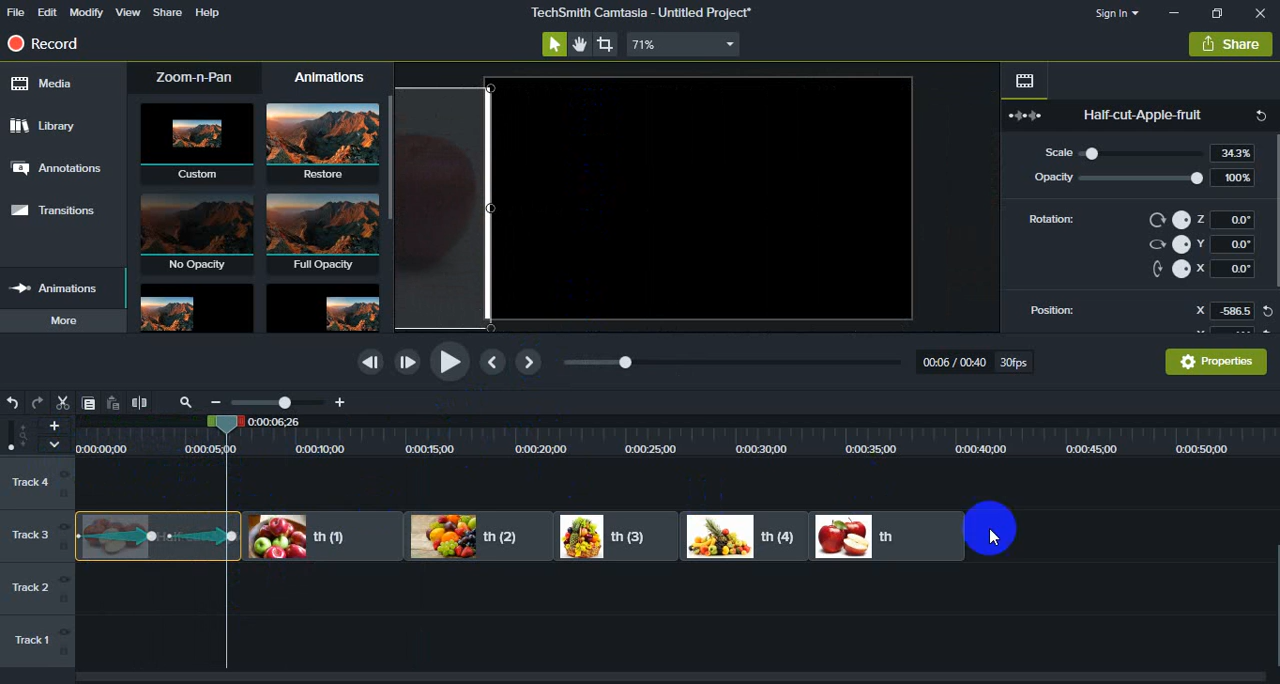 File Edit Modify View Share Help
TechSmith Camtasia - Untitled Project*
Sign In
Record
71%
Share
Media
Library
Annotations
Transitions
Animations
More
Zoom-n-Pan
Animations
Custom
Restore
No Opacity
Full Opacity
Half-cut-Apple-fruit
Scale 34.3%
Opacity 100%
Rotation: Z 0.0°
Y 0.0°
X 0.0°
Position: X -586.5
00:06 / 00:40 30fps
Properties
0:00:06;26
0:00:00;00 0:00:05;00 0:00:10;00 0:00:15;00 0:00:20;00 0:00:25;00 0:00:30;00 0:00:35;00 0:00:40;00 0:00:45;00 0:00:50;00
Track 4
Track 3
th (1)
th (2)
th (3)
th (4)
th
Track 2
Track 1